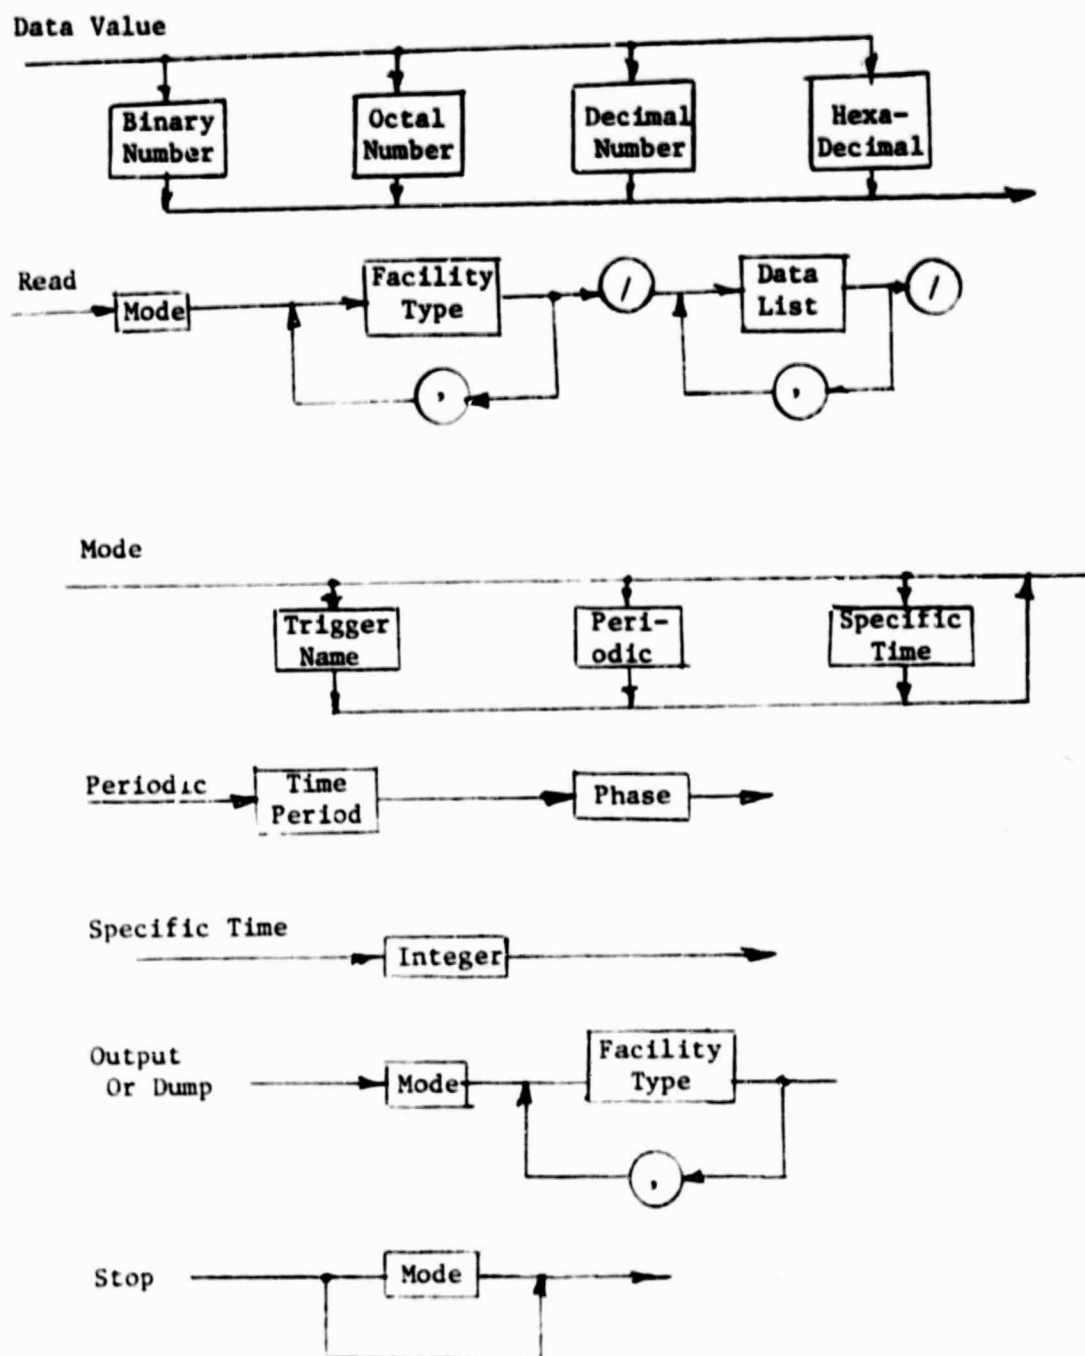 Data Value
Binary
Number
Octal
Number
Decimal
Number
Hexa-
Decimal
Read
Mode
Facility
Type
/
Data
List
/
,
,
Mode
Trigger
Name
Peri-
odic
Specific
Time
Periodic
Time
Period
Phase
Specific Time
Integer
Output
Or Dump
Mode
Facility
Type
,
Stop
Mode